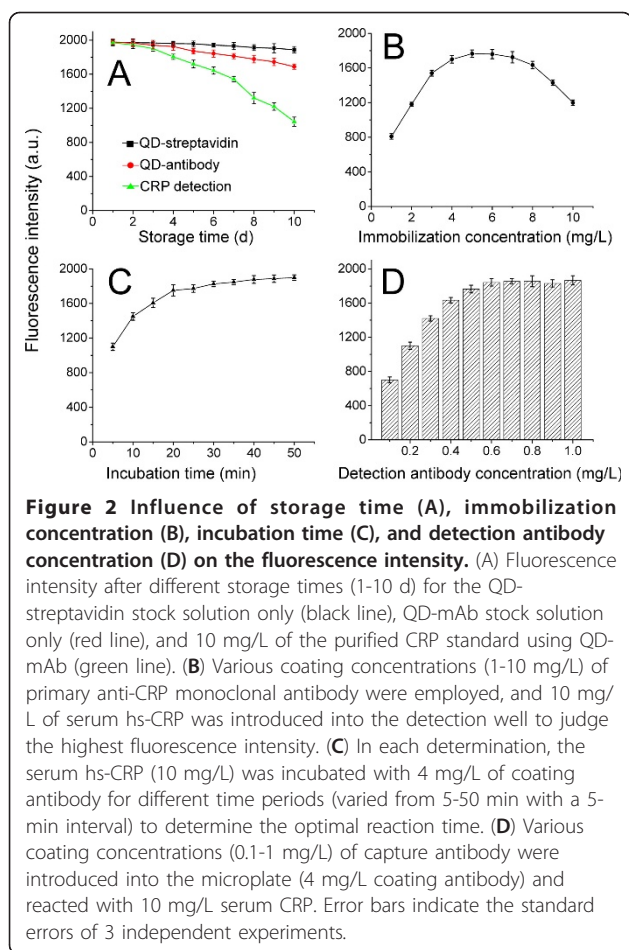 2000
1600
1200
800
400
0
A
QD-streptavidin
QD-antibody
CRP detection
0 2 4 6 8 10
Storage time (d)
B
1800
1200
600
0
0 2 4 6 8 10
Immobilization concentration (mg/L)
Fluorescence intensity (a.u.)
C
2000
1600
1200
800
400
0
0 10 20 30 40 50
Incubation time (min)
D
2000
1600
1200
800
400
0
0.2 0.4 0.6 0.8 1.0
Detection antibody concentration (mg/L)
Figure 2 Influence of storage time (A), immobilization
concentration (B), incubation time (C), and detection antibody
concentration (D) on the fluorescence intensity. (A) Fluorescence
intensity after different storage times (1-10 d) for the QD-
streptavidin stock solution only (black line), QD-mAb stock solution
only (red line), and 10 mg/L of the purified CRP standard using QD-
mAb (green line). (B) Various coating concentrations (1-10 mg/L) of
primary anti-CRP monoclonal antibody were employed, and 10 mg/
L of serum hs-CRP was introduced into the detection well to judge
the highest fluorescence intensity. (C) In each determination, the
serum hs-CRP (10 mg/L) was incubated with 4 mg/L of coating
antibody for different time periods (varied from 5-50 min with a 5-
min interval) to determine the optimal reaction time. (D) Various
coating concentrations (0.1-1 mg/L) of capture antibody were
introduced into the microplate (4 mg/L coating antibody) and
reacted with 10 mg/L serum CRP. Error bars indicate the standard
errors of 3 independent experiments.